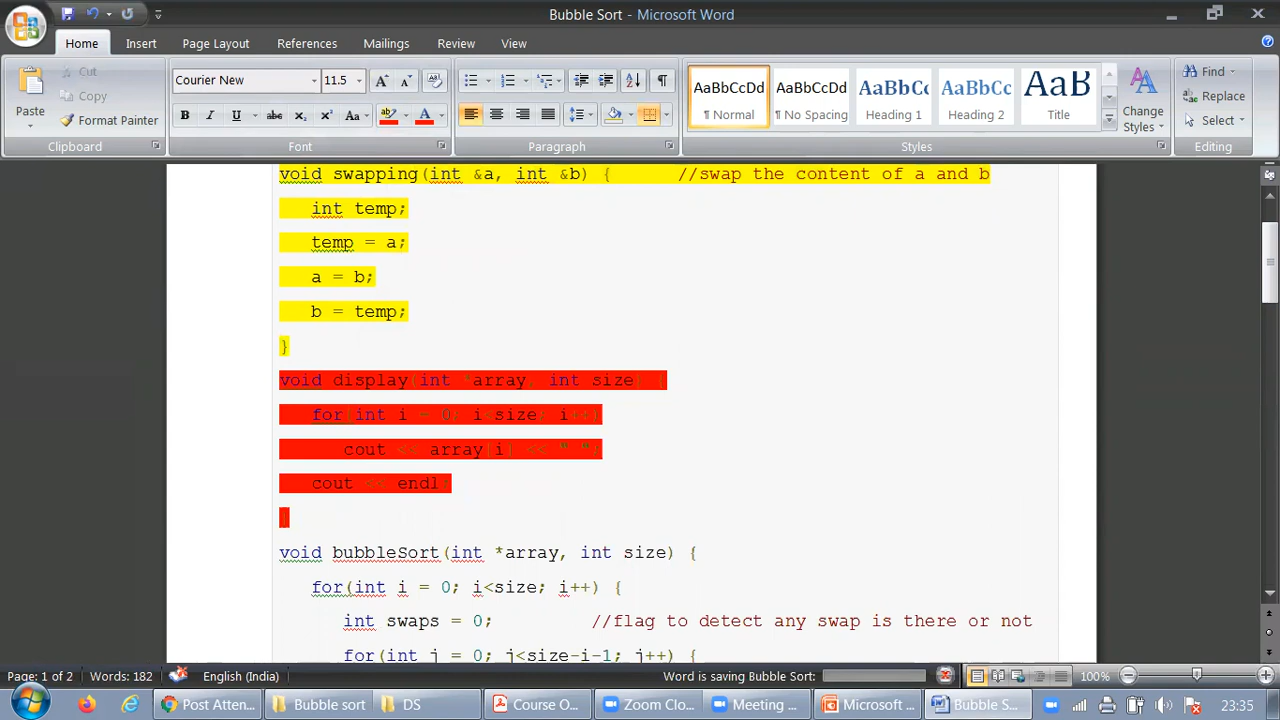 Bubble Sort - Microsoft Word
Home Insert Page Layout References Mailings Review View
Paste
Cut
Copy
Format Painter
Clipboard
Courier New 11.5
B I U abc x₂ x² Aa A
Font
Paragraph
AaBbCcDd AaBbCcDd AaBbCc AaBbCc AaB
¶ Normal ¶ No Spacing Heading 1 Heading 2 Title
Change Styles
Styles
Find
Replace
Select
Editing
void swapping(int &a, int &b) { //swap the content of a and b
int temp;
temp = a;
a = b;
b = temp;
}
void display(int *array, int size) {
for(int i = 0; i<size; i++)
cout << array[i] << " ";
cout << endl;
}
void bubbleSort(int *array, int size) {
for(int i = 0; i<size; i++) {
int swaps = 0; //flag to detect any swap is there or not
for(int j = 0; j<size-i-1; j++) {
Page: 1 of 2 Words: 182 English (India) Word is saving Bubble Sort: 100%
Post Atten... Bubble sort DS Course O... Zoom Clo... Meeting ... Microsoft ... Bubble S... 23:35